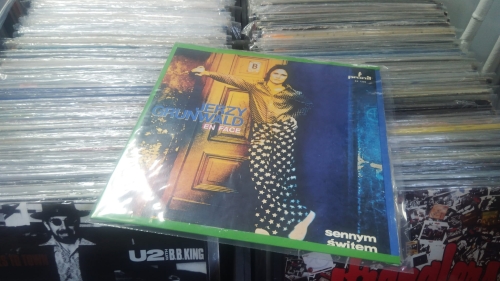 pronit
JERZY
GRUNWALD
EN FACE
sennym
świtem
U2 B.B.KING